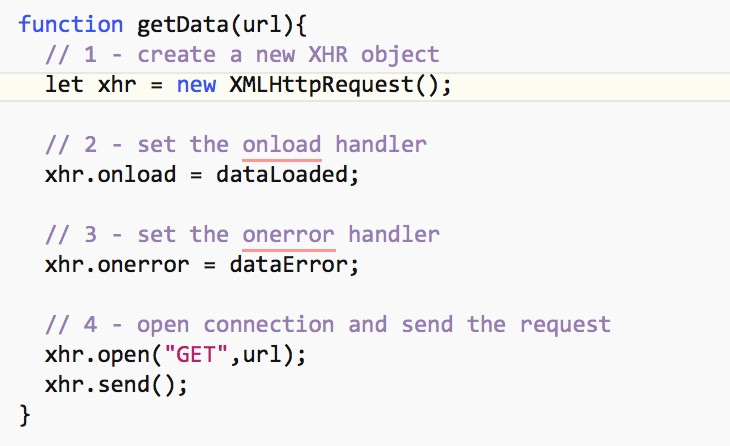 function getData(url){
// 1 - create a new XHR object
let xhr = new XMLHttpRequest();
// 2 - set the onload handler
xhr.onload = dataLoaded;
// 3 - set the onerror handler
xhr.onerror = dataError;
// 4 - open connection and send the request
xhr.open("GET",url);
xhr.send();
}